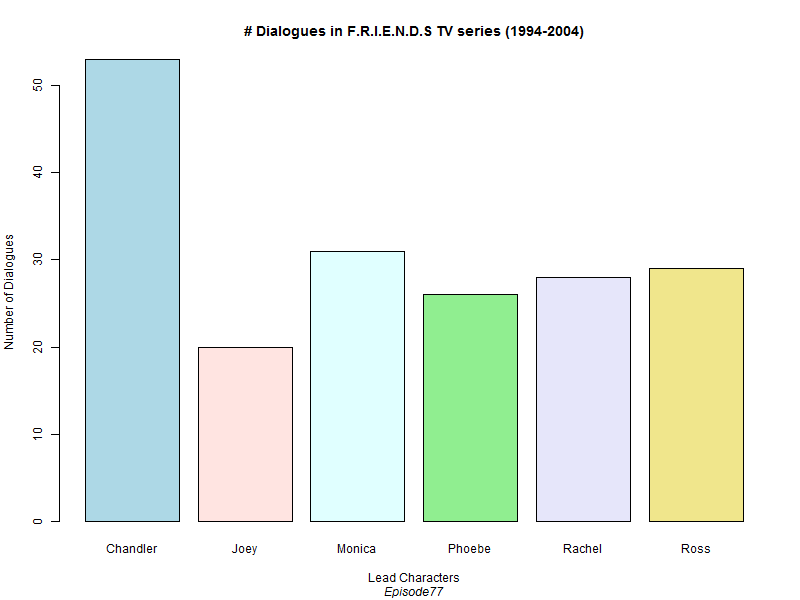 # Dialogues in F.R.I.E.N.D.S TV series (1994-2004)
Number of Dialogues
50
40
30
20
10
0
Chandler Joey Monica Phoebe Rachel Ross
Lead Characters
Episode77